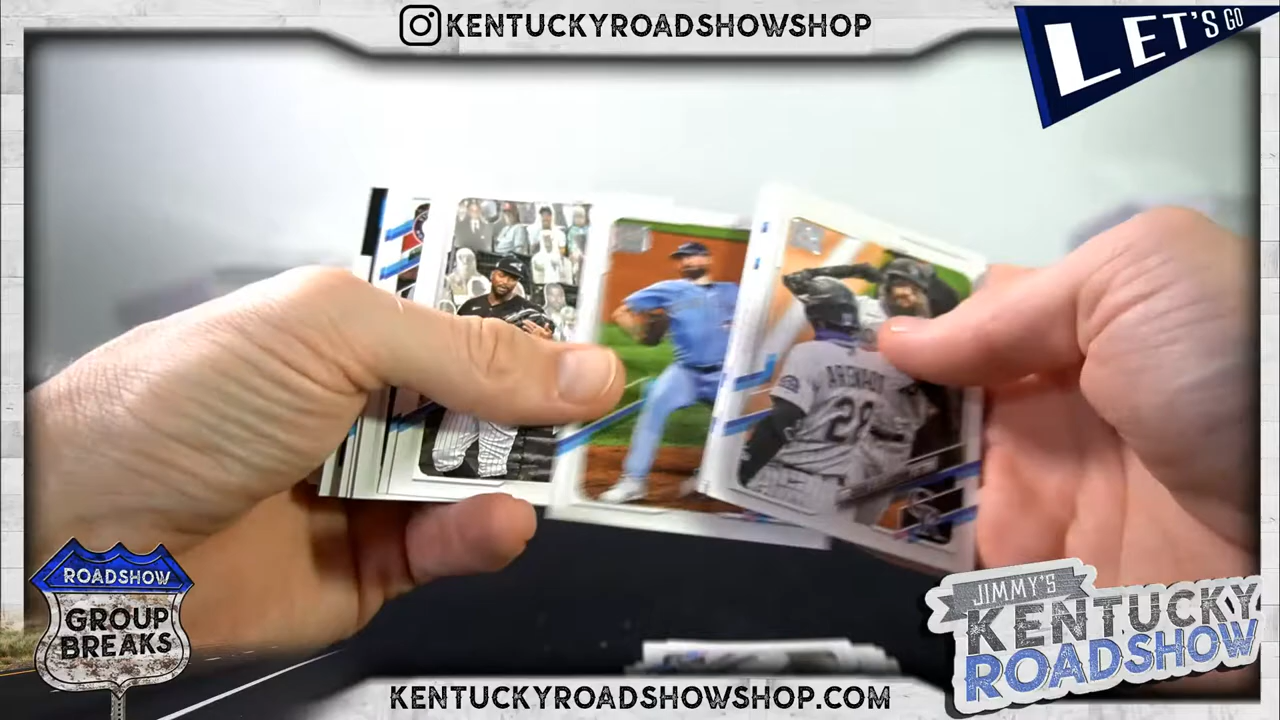 KENTUCKYROADSHOWSHOP
LET'S GO
ARENADO
28
ROADSHOW
GROUP
BREAKS
JIMMY'S
KENTUCKY
ROADSHOW
KENTUCKYROADSHOWSHOP.COM